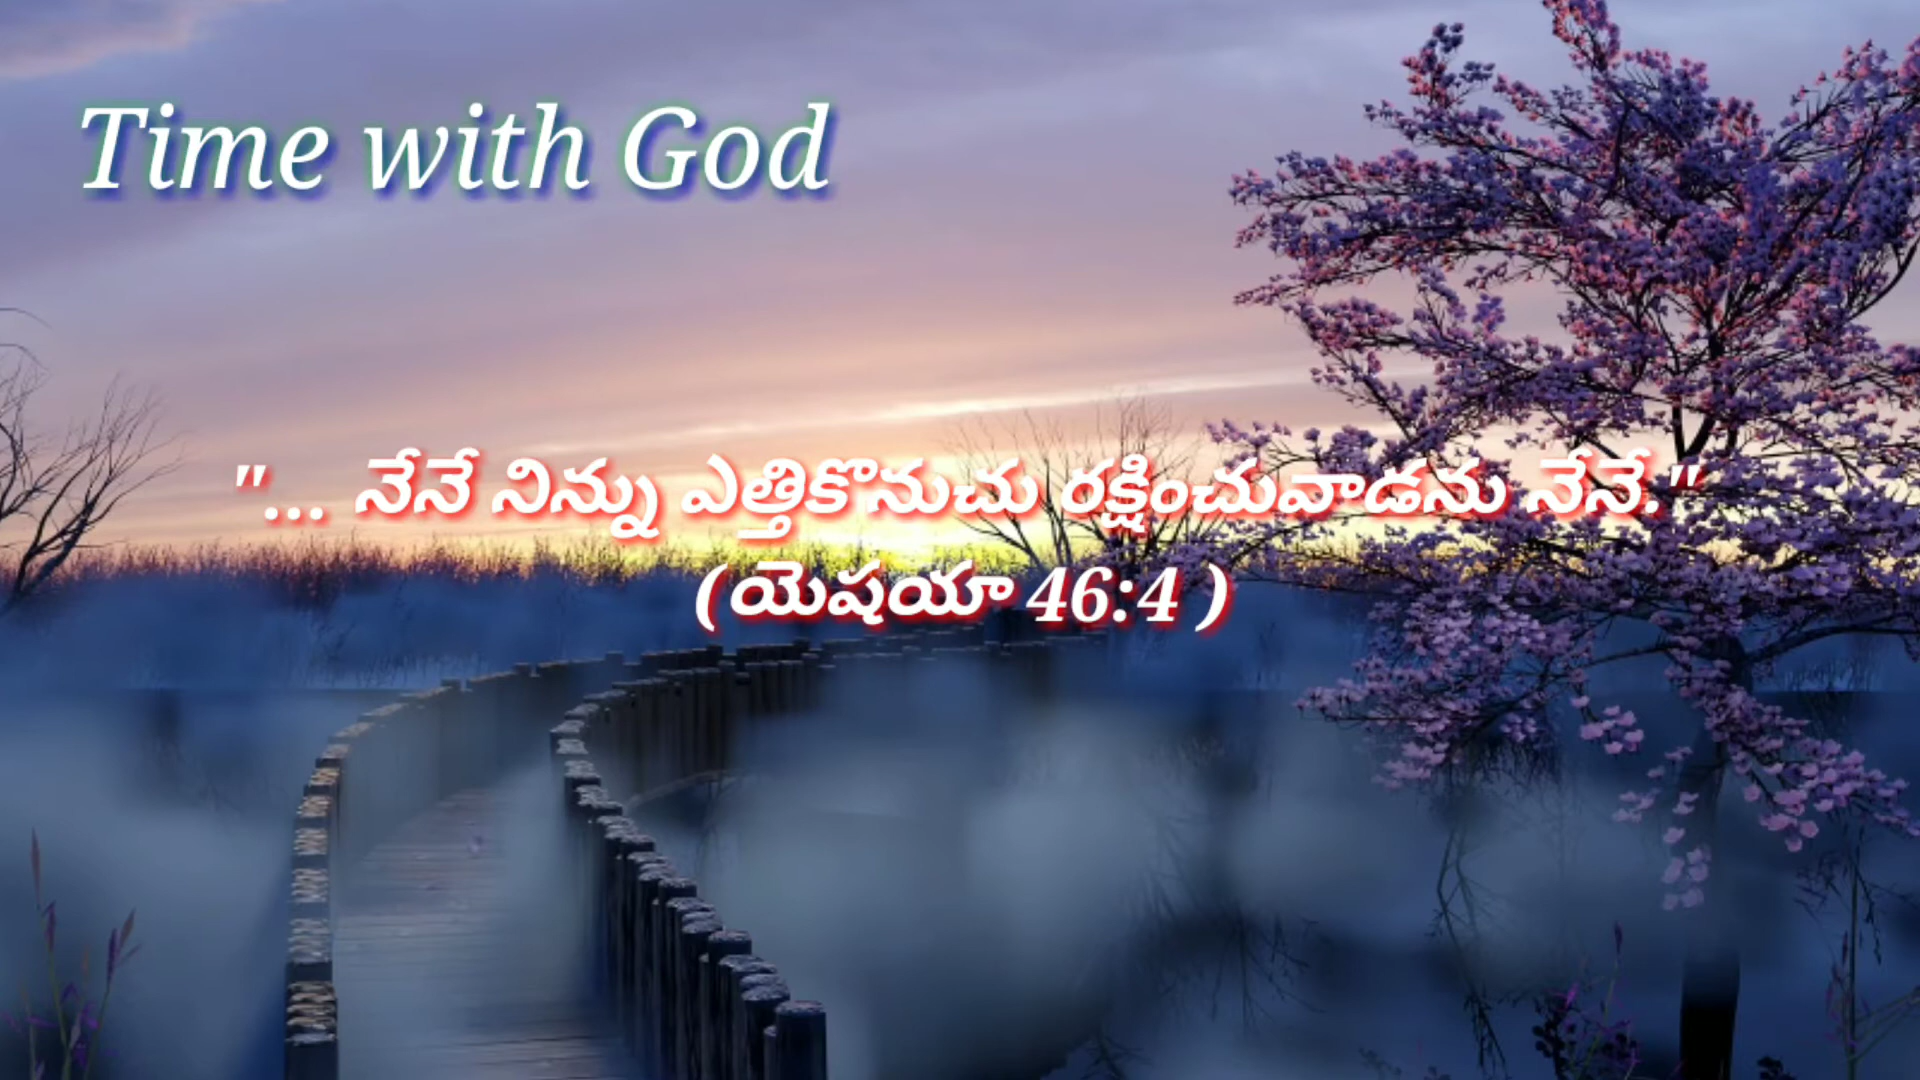 Time with God
"... నేనే నిన్ను ఎత్తికొనుచు రక్షించువాడను నేనే."
( యెషయా 46:4 )